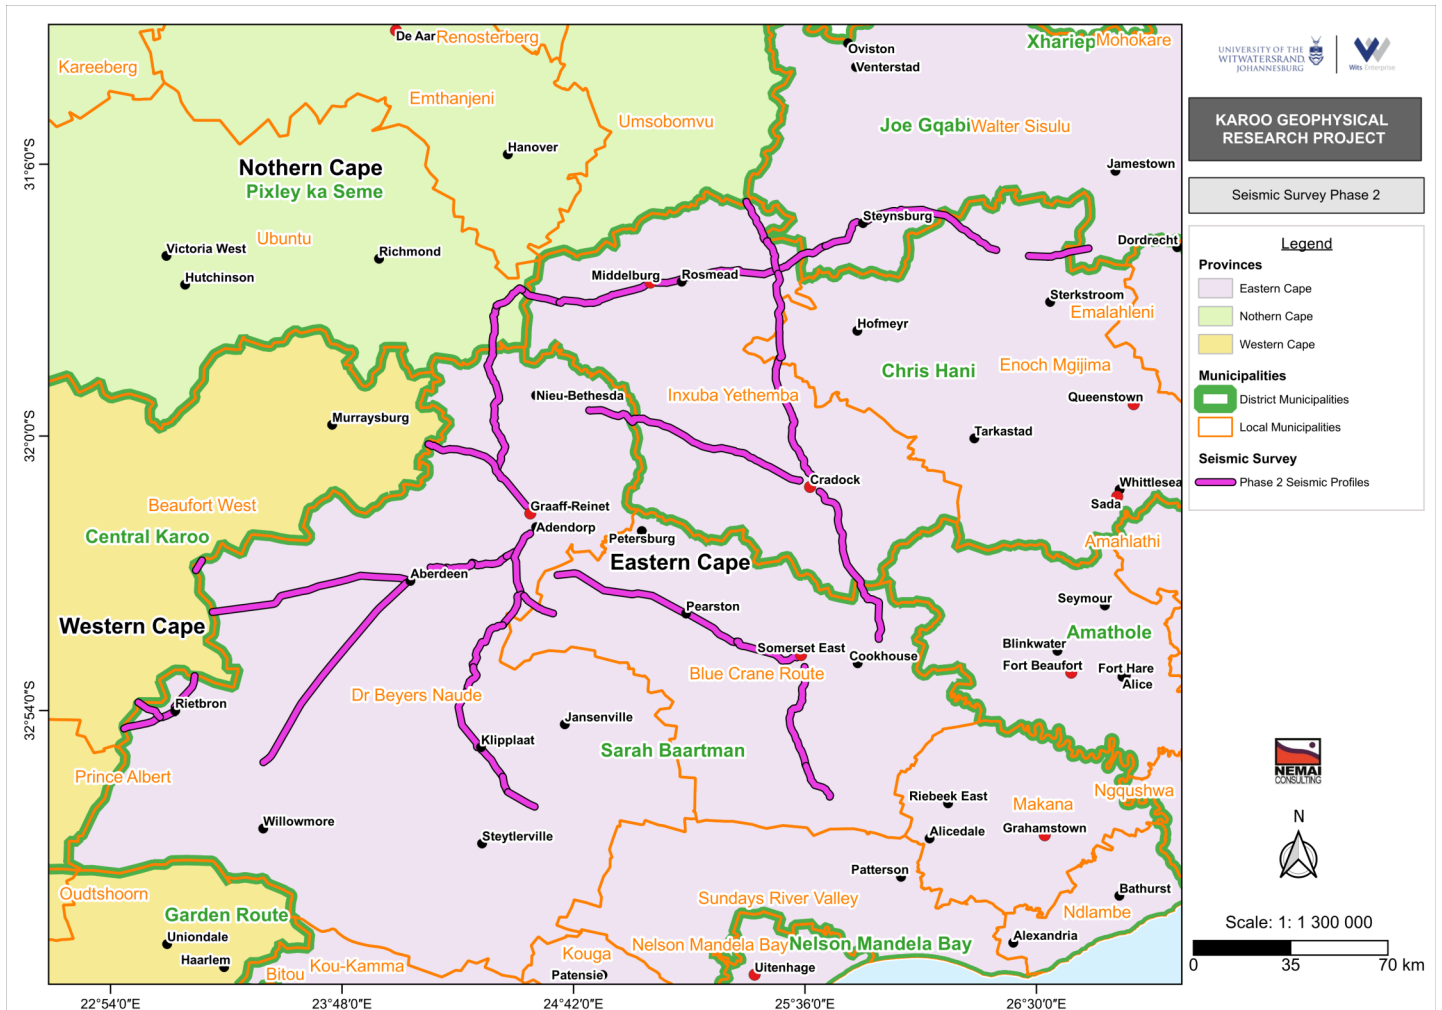 De Aar
Renosterberg
Kareeberg
Emthanjeni
Umsobomvu
Hanover
Nothern Cape
Pixley ka Seme
Ubuntu
Victoria West
Hutchinson
Richmond
Oviston
Venterstad
Xhariep
Mohokare
Joe Gqabi
Walter Sisulu
Jamestown
Steynsburg
Dordrecht
Middelburg
Rosmead
Sterkstroom
Emalahleni
Hofmeyr
Enoch Mgijima
Chris Hani
Nieu-Bethesda
Inxuba Yethemba
Queenstown
Murraysburg
Tarkastad
Cradock
Whittlesea
Sada
Beaufort West
Central Karoo
Graaff-Reinet
Adendorp
Petersburg
Eastern Cape
Amahlathi
Aberdeen
Seymour
Pearston
Western Cape
Amathole
Blinkwater
Somerset East
Cookhouse
Fort Beaufort
Fort Hare
Alice
Blue Crane Route
Dr Beyers Naude
Rietbron
Jansenville
Klipplaat
Sarah Baartman
Prince Albert
Ngqushwa
Riebeek East
Makana
Willowmore
Steytlerville
Alicedale
Grahamstown
Patterson
Oudtshoorn
Bathurst
Sundays River Valley
Ndlambe
Garden Route
Uniondale
Haarlem
Bitou
Kou-Kamma
Kouga
Patensie
Nelson Mandela Bay
Nelson Mandela Bay
Uitenhage
Alexandria
31°6'0"S
32°0'0"S
32°54'0"S
22°54'0"E
23°48'0"E
24°42'0"E
25°36'0"E
26°30'0"E
UNIVERSITY OF THE
WITWATERSRAND,
JOHANNESBURG
Wits Enterprise
KAROO GEOPHYSICAL
RESEARCH PROJECT
Seismic Survey Phase 2
Legend
Provinces
Eastern Cape
Nothern Cape
Western Cape
Municipalities
District Municipalities
Local Municipalities
Seismic Survey
Phase 2 Seismic Profiles
NEMAI
CONSULTING
N
Scale: 1: 1 300 000
0 35 70 km